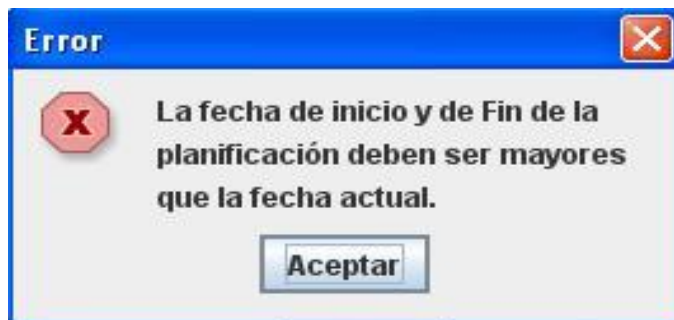 Error
La fecha de inicio y de Fin de la
planificación deben ser mayores
que la fecha actual.
Aceptar